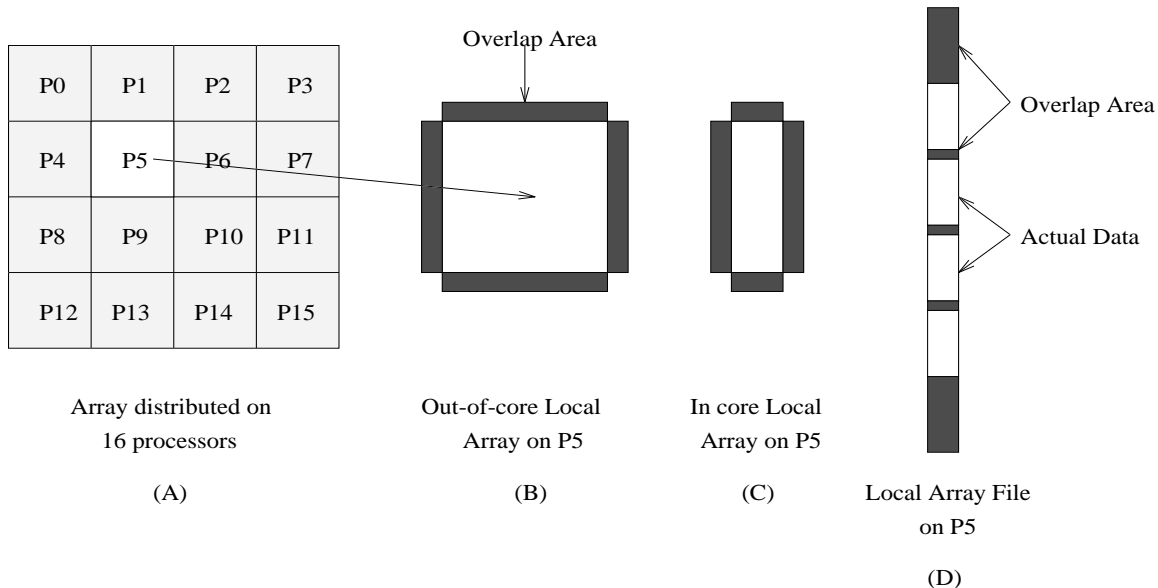 P0 P1 P2 P3
P4 P5 P6 P7
P8 P9 P10 P11
P12 P13 P14 P15
Array distributed on
16 processors
(A)
Overlap Area
Out-of-core Local
Array on P5
(B)
In core Local
Array on P5
(C)
Overlap Area
Actual Data
Local Array File
on P5
(D)